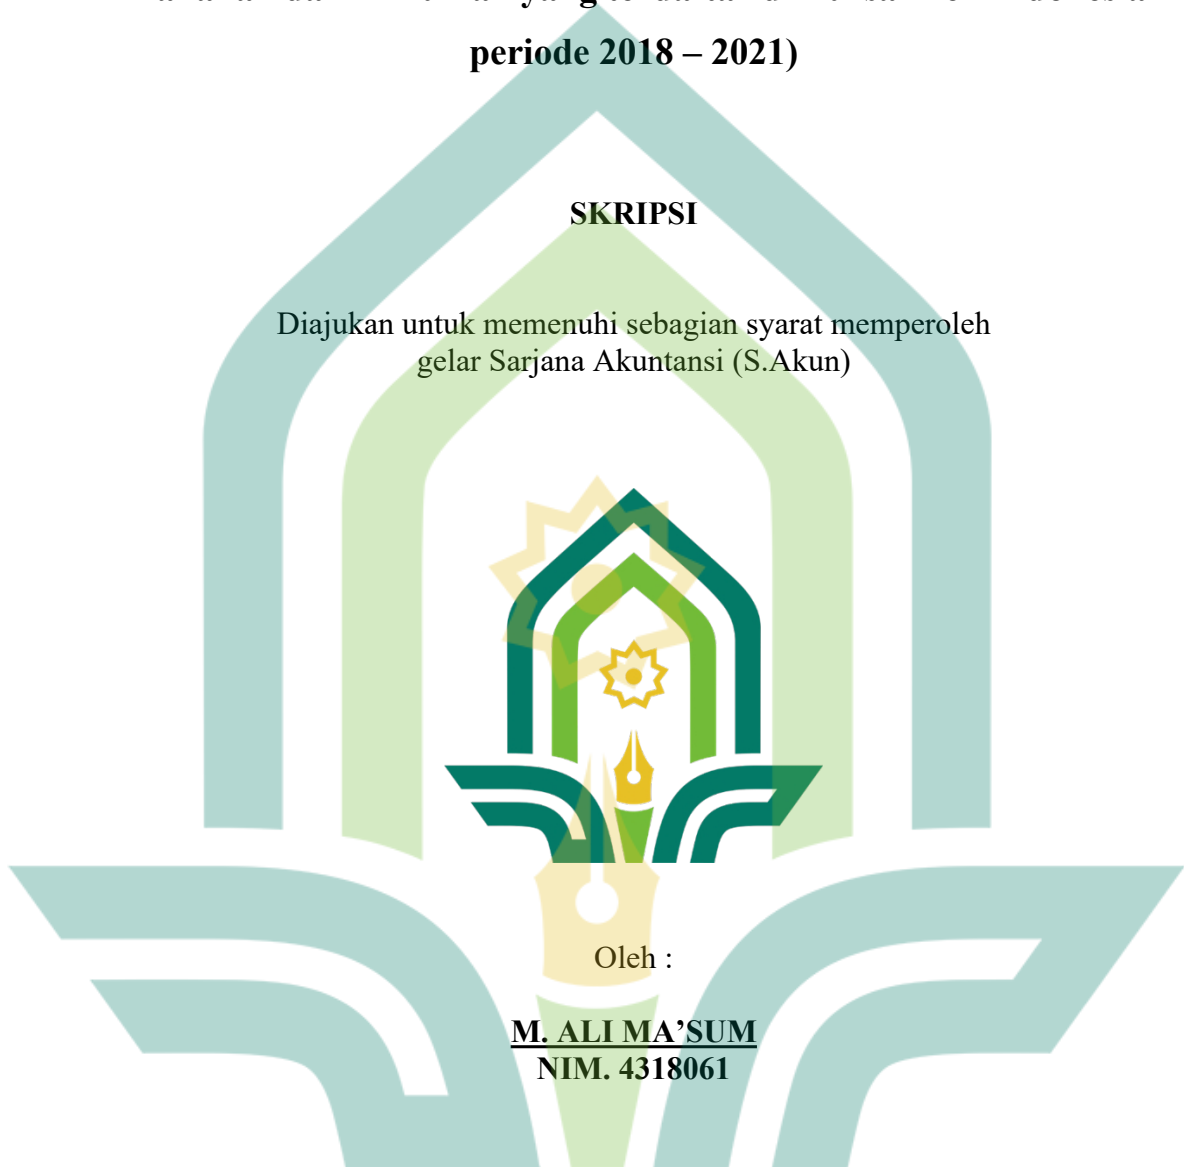 yang
periode 2018 – 2021)
SKRIPSI
Diajukan untuk memenuhi sebagian syarat memperoleh
gelar Sarjana Akuntansi (S.Akun)
Oleh :
M. ALI MA’SUM
NIM. 4318061